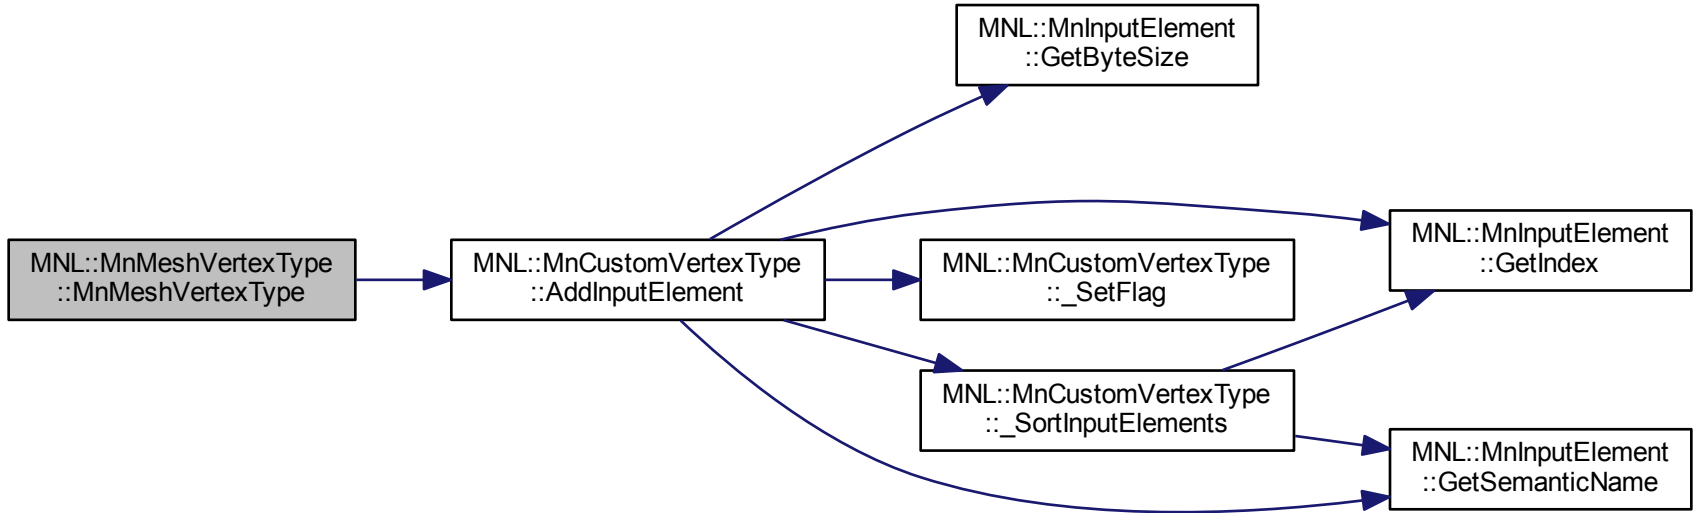 MNL::MnInputElement
::GetByteSize
MNL::MnInputElement
::GetIndex
MNL::MnMeshVertexType
::MnMeshVertexType
MNL::MnCustomVertexType
::AddInputElement
MNL::MnCustomVertexType
::_SetFlag
MNL::MnCustomVertexType
::_SortInputElements
MNL::MnInputElement
::GetSemanticName